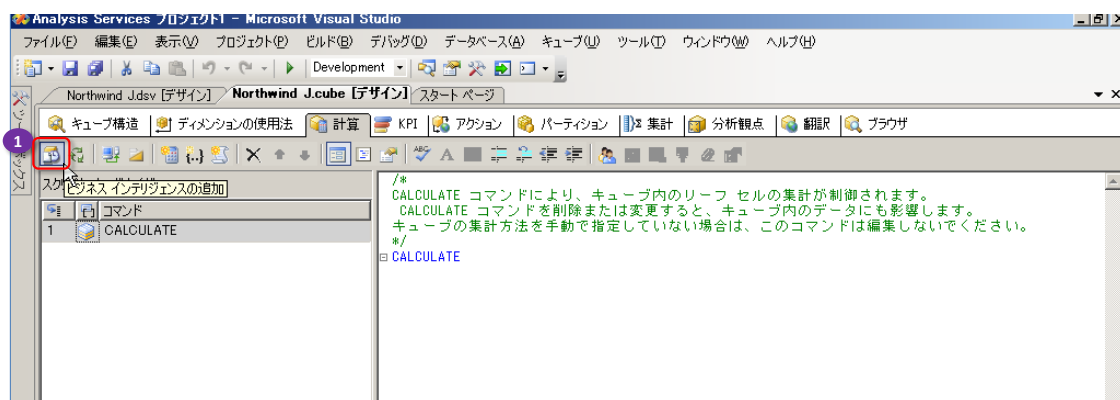 Analysis Services プロジェクト1 - Microsoft Visual Studio
ファイル(F) 編集(E) 表示(V) プロジェクト(P) ビルド(B) デバッグ(D) データベース(A) キューブ(U) ツール(T) ウィンドウ(W) ヘルプ(H)
Development
Northwind J.dsv [デザイン] Northwind J.cube [デザイン] スタート ページ
キューブ構造 ディメンションの使用法 計算 KPI アクション パーティション 集計 分析観点 翻訳 ブラウザ
1
ビジネス インテリジェンスの追加
コマンド
1 CALCULATE
/*
CALCULATE コマンドにより、キューブ内のリーフ セルの集計が制御されます。
CALCULATE コマンドを削除または変更すると、キューブ内のデータにも影響します。
キューブの集計方法を手動で指定していない場合は、このコマンドは編集しないでください。
*/
CALCULATE